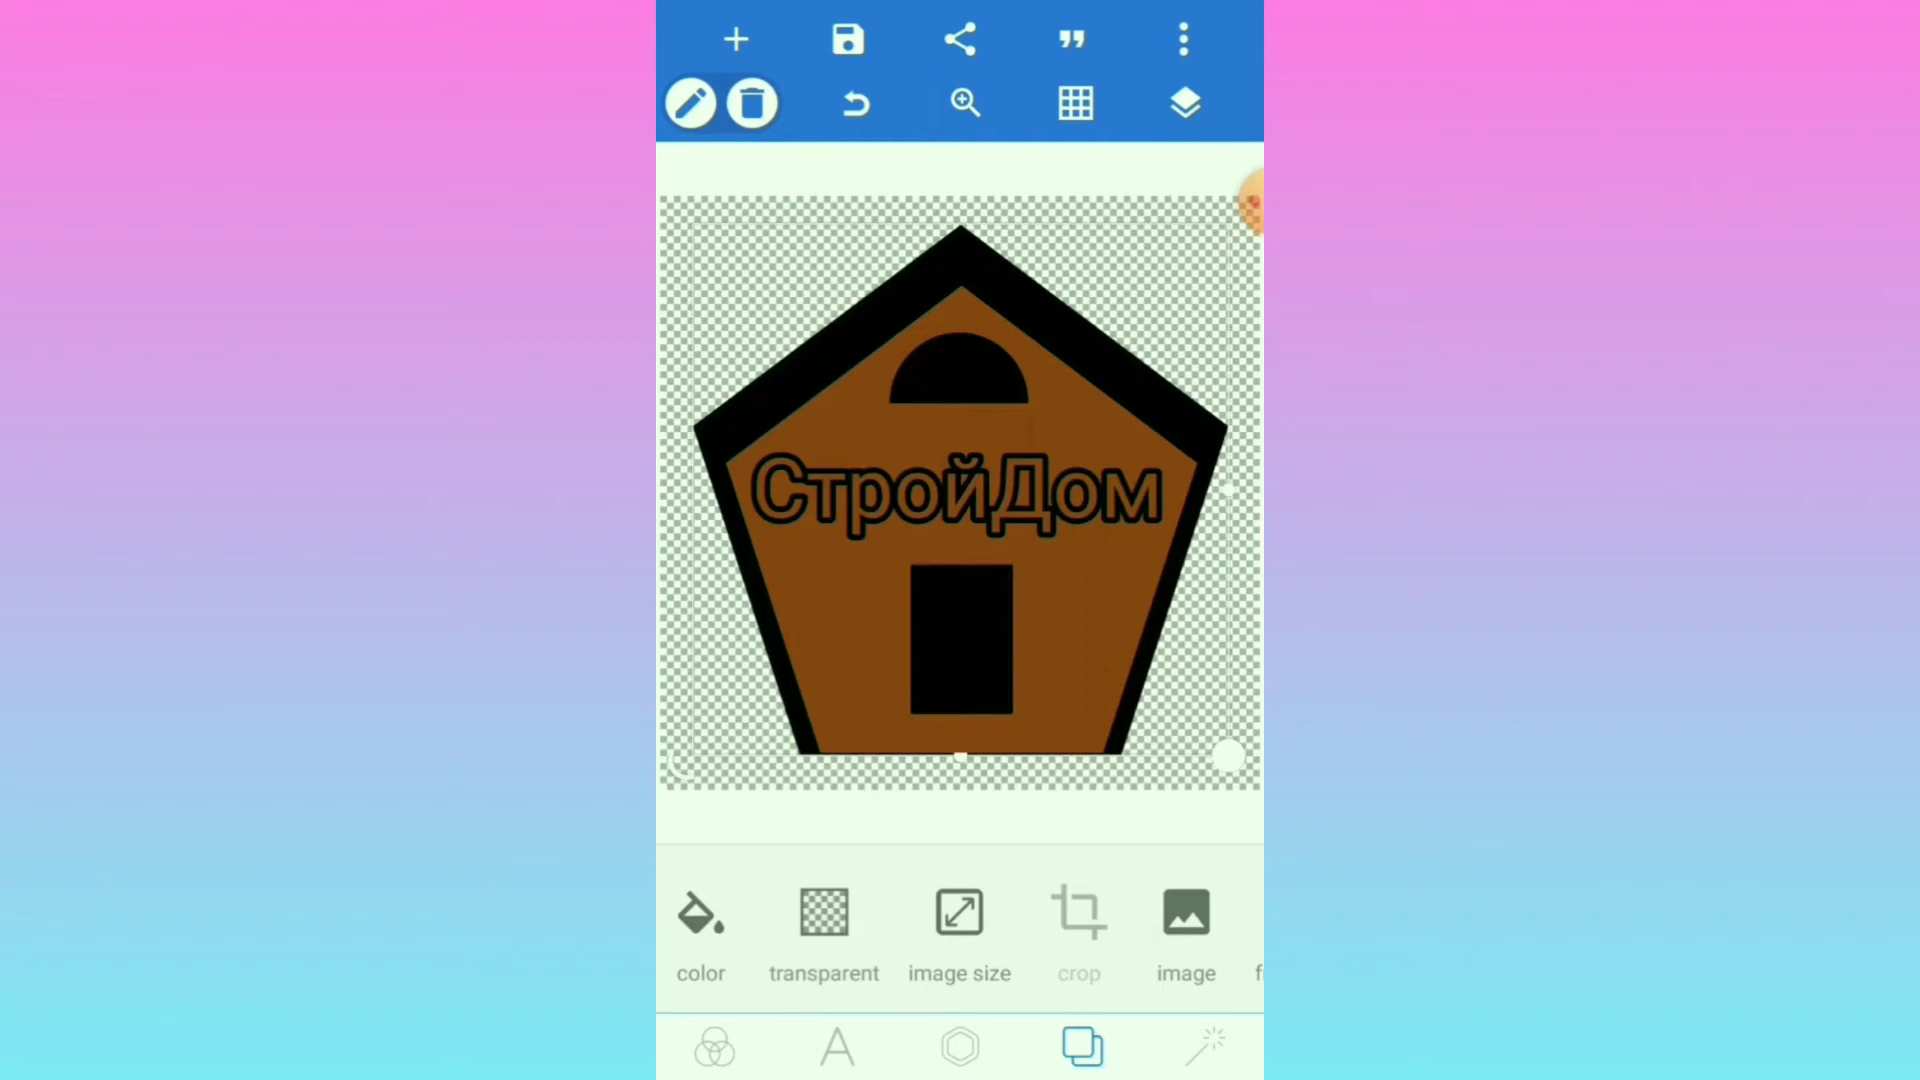 СтройДом
color
transparent
image size
crop
image